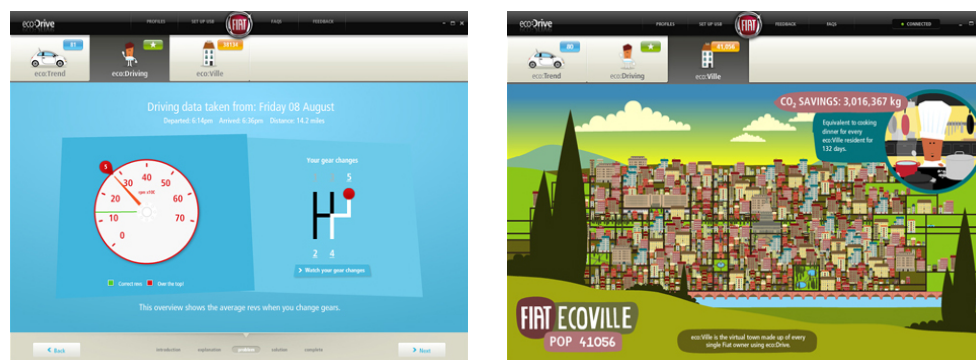 eco:Drive
PROFILES
SET UP USB
FIAT
FAQS
FEEDBACK
81
eco:Trend
eco:Driving
38136
eco:Ville
Driving data taken from: Friday 08 August
Departed: 6:14pm Arrived: 6:36pm Distance: 14.2 miles
5
0
10
20
30
40
50
60
70
rpm x100
Correct revs
Over the top!
Your gear changes
5
2 4
> Watch your gear changes
This overview shows the average revs when you change gears.
< Back
introduction
explanation
problem
solution
complete
> Next
eco:Drive
PROFILES
SET UP USB
FIAT
FEEDBACK
FAQS
CONNECTED
80
eco:Trend
eco:Driving
41,056
eco:Ville
CO₂ SAVINGS: 3,016,367 kg
Equivalent to cooking
dinner for every
eco:Ville resident for
132 days.
FIAT ECOVILLE
POP 41056
eco:Ville is the virtual town made up of every
single Fiat owner using eco:Drive.